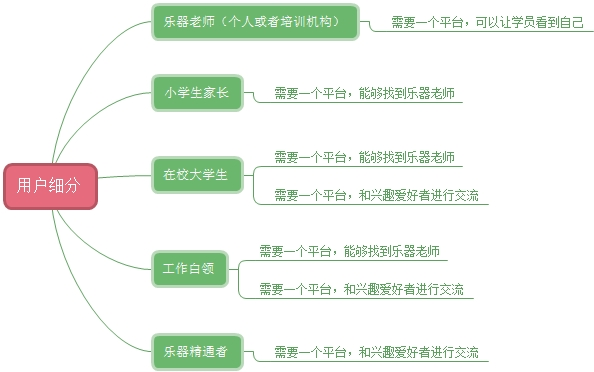 用户细分
乐器老师（个人或者培训机构）
需要一个平台，可以让学员看到自己
小学生家长
需要一个平台，能够找到乐器老师
在校大学生
需要一个平台，能够找到乐器老师
需要一个平台，和兴趣爱好者进行交流
工作白领
需要一个平台，能够找到乐器老师
需要一个平台，和兴趣爱好者进行交流
乐器精通者
需要一个平台，和兴趣爱好者进行交流